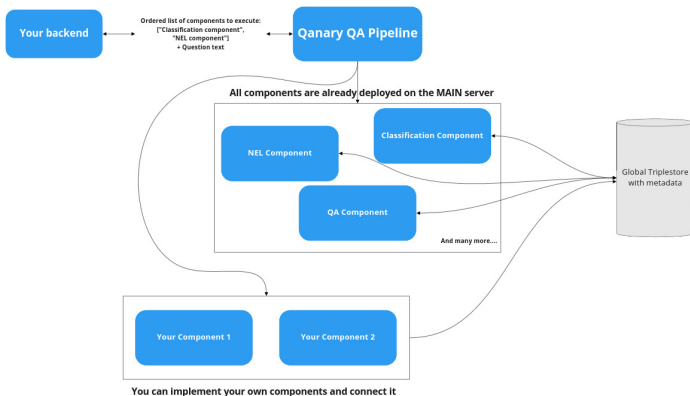 Your backend
Ordered list of components to execute:
["Classification component",
"NEL component"]
+ Question text
Qanary QA Pipeline
All components are already deployed on the MAIN server
Classification Component
NEL Component
QA Component
And many more....
Global Triplestore
with metadata
Your Component 1
Your Component 2
You can implement your own components and connect it